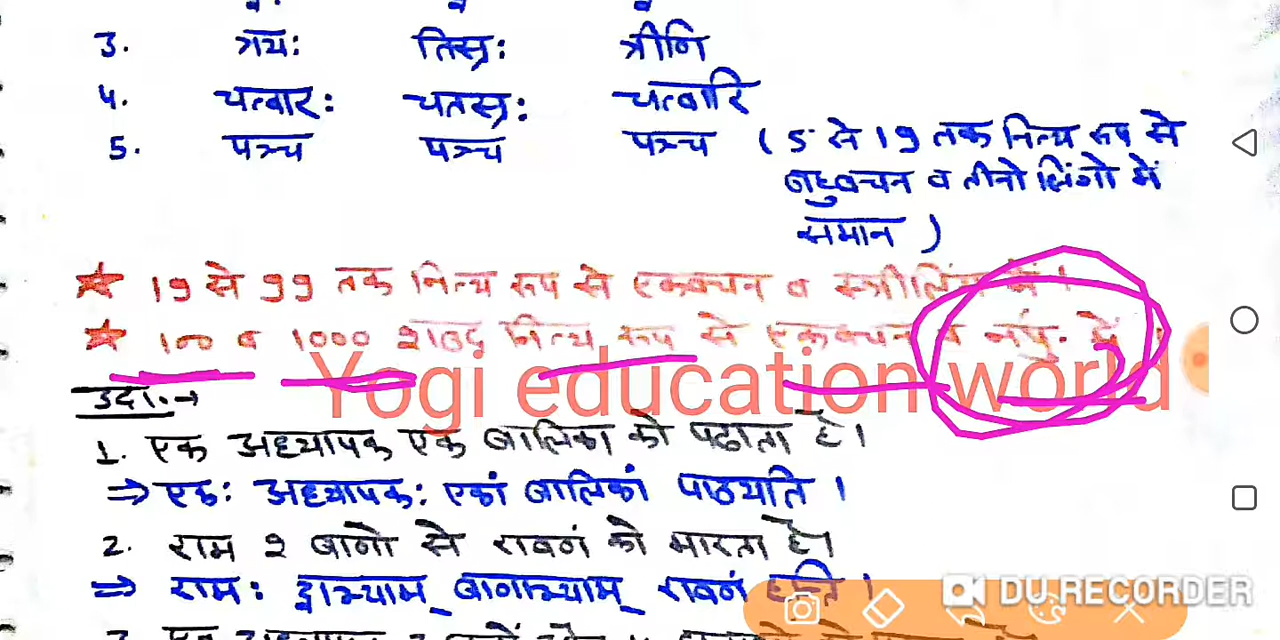 3. त्रयः तिस्रः त्रीणि
4. चत्वारः चतस्रः चत्वारि
5. पञ्च पञ्च पञ्च (5 से 19 तक नित्य रूप से
बहुवचन व तीनो लिंगो में
समान)
★ 19 से 99 तक नित्य रूप से एकवचन व स्त्रीलिंग में।
★ 100 व 1000 शब्द नित्य रूप से एकवचन व नपु. में।
Yogi education world
उदा.→
1. एक अध्यापक एक बालिका को पढाता है।
⇒ एकः अध्यापकः एकां बालिकां पाठयति।
2. राम 2 बाणो से रावण को मारता है।
⇒ रामः द्वाभ्याम् बाणाभ्याम् रावणं हन्ति।
DU RECORDER